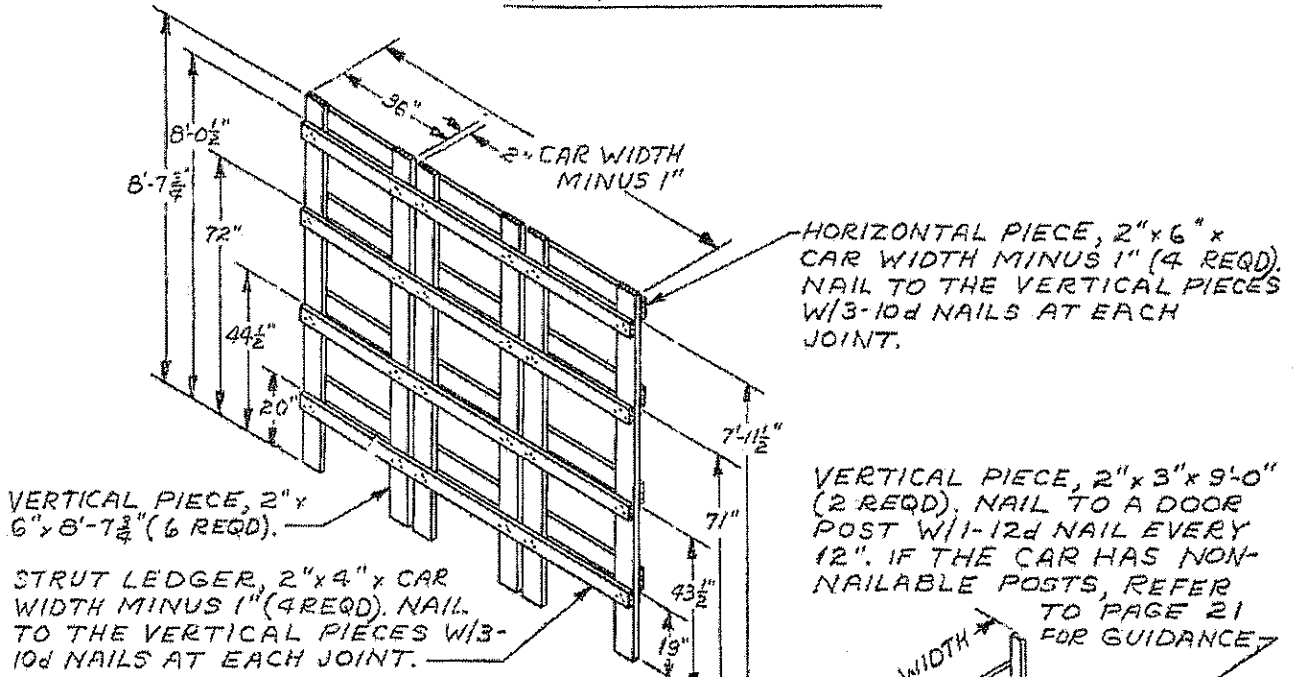 36"
8'-0½"
8'-7¾"
2" CAR WIDTH
MINUS 1"
72"
HORIZONTAL PIECE, 2" x 6" x
CAR WIDTH MINUS 1" (4 REQD).
NAIL TO THE VERTICAL PIECES
W/3-10d NAILS AT EACH
JOINT.
44½"
20"
7'-11½"
VERTICAL PIECE, 2" x
6" x 8'-7¾" (6 REQD).
71"
VERTICAL PIECE, 2" x 3" x 9'-0"
(2 REQD). NAIL TO A DOOR
POST W/1-12d NAIL EVERY
12". IF THE CAR HAS NON-
NAILABLE POSTS, REFER
TO PAGE 21
FOR GUIDANCE,
STRUT LEDGER, 2" x 4" x CAR
WIDTH MINUS 1" (4 REQD). NAIL
TO THE VERTICAL PIECES W/3-
10d NAILS AT EACH JOINT.
43½"
19"
WIDTH